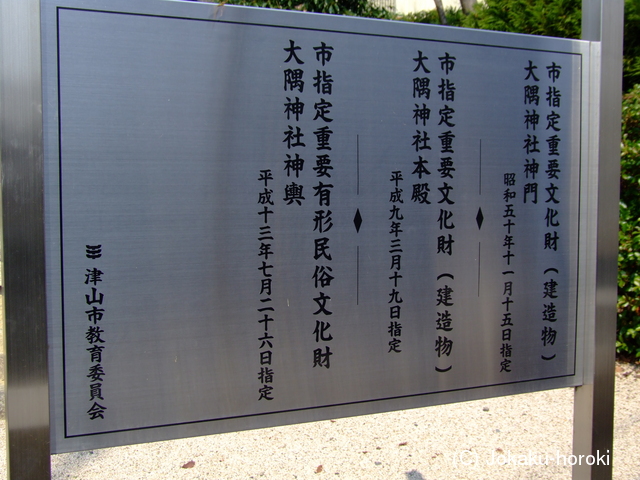 市指定重要文化財（建造物）
大隅神社神門
昭和五十年十一月十五日指定
市指定重要文化財（建造物）
大隅神社本殿
平成九年三月十九日指定
市指定重要有形民俗文化財
大隅神社神輿
平成十三年七月二十六日指定
津山市教育委員会
(C) Jokaku-horoki